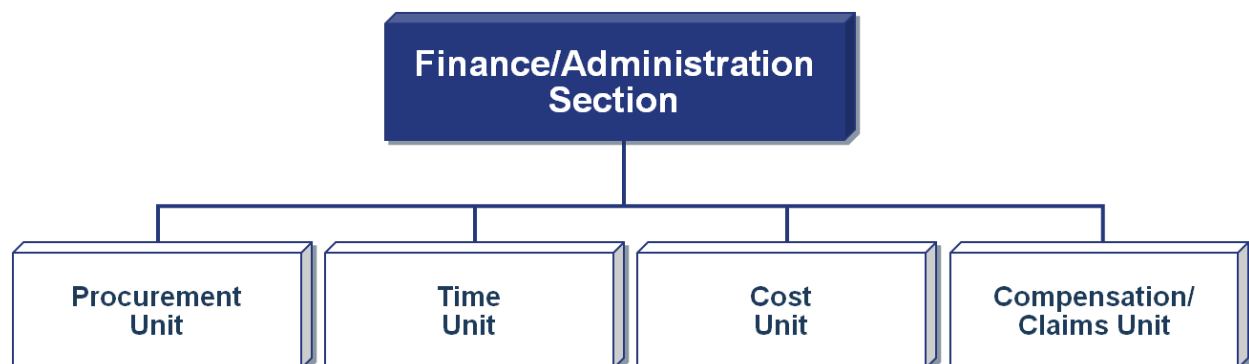 Finance/Administration
Section
Procurement
Unit
Time
Unit
Cost
Unit
Compensation/
Claims Unit